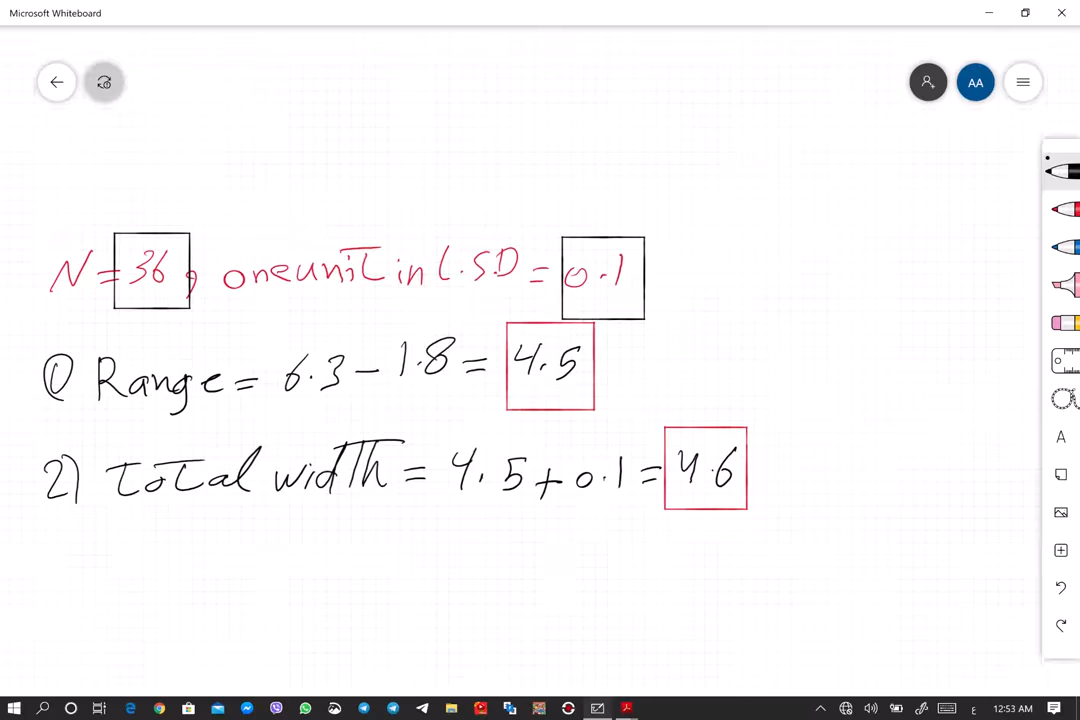 Microsoft Whiteboard
AA
N = 36, one unit in L.S.D = 0.1
① Range = 6.3 - 1.8 = 4.5
2) total width = 4.5 + 0.1 = 4.6
A
ع
12:53 AM